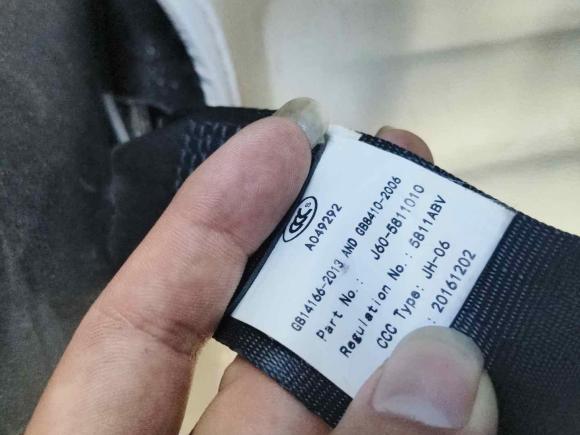 CCC S
A049292
GB14166-2013 AND GB8410-2006
Part No.: J60-5811010
Regulation No.: 5811ABV
CCC Type: JH-06
: 20161202